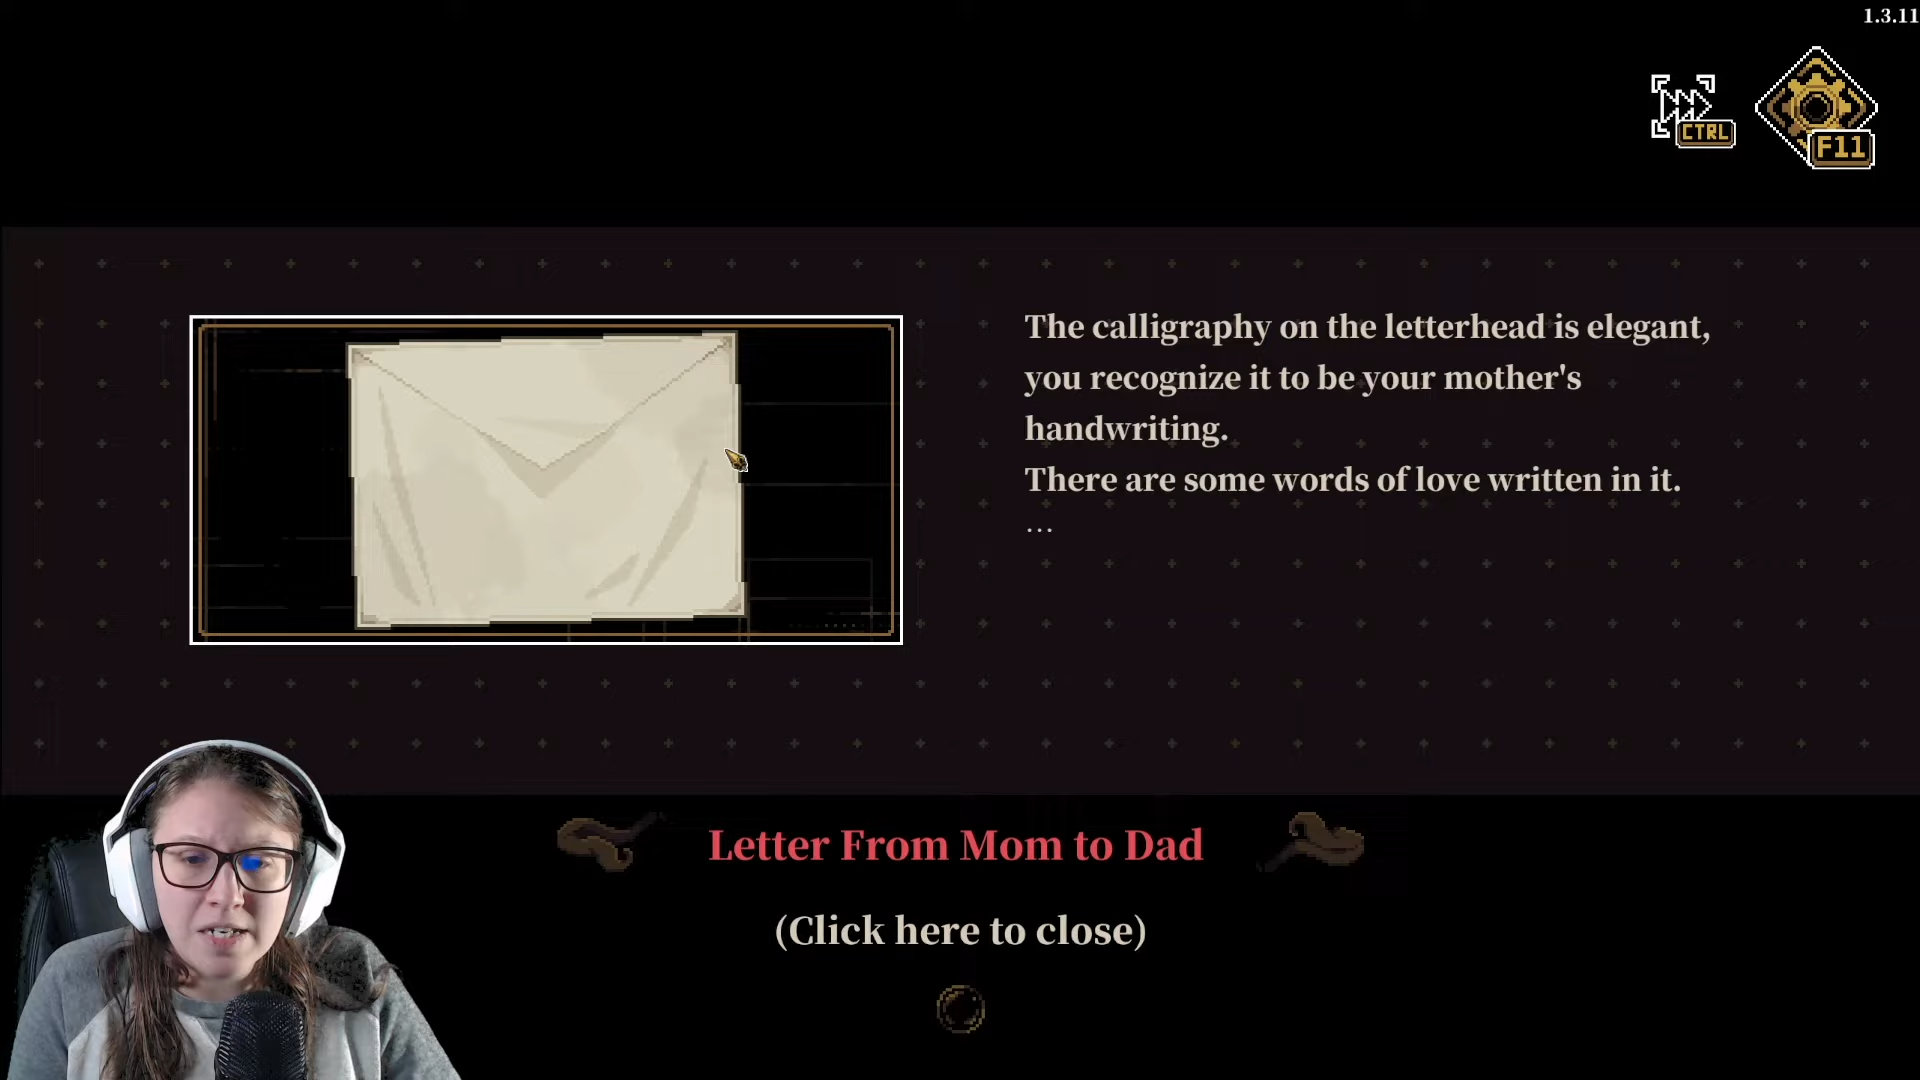 1.3.11
CTRL
F11
The calligraphy on the letterhead is elegant,
you recognize it to be your mother's
handwriting.
There are some words of love written in it.
...
Letter From Mom to Dad
(Click here to close)